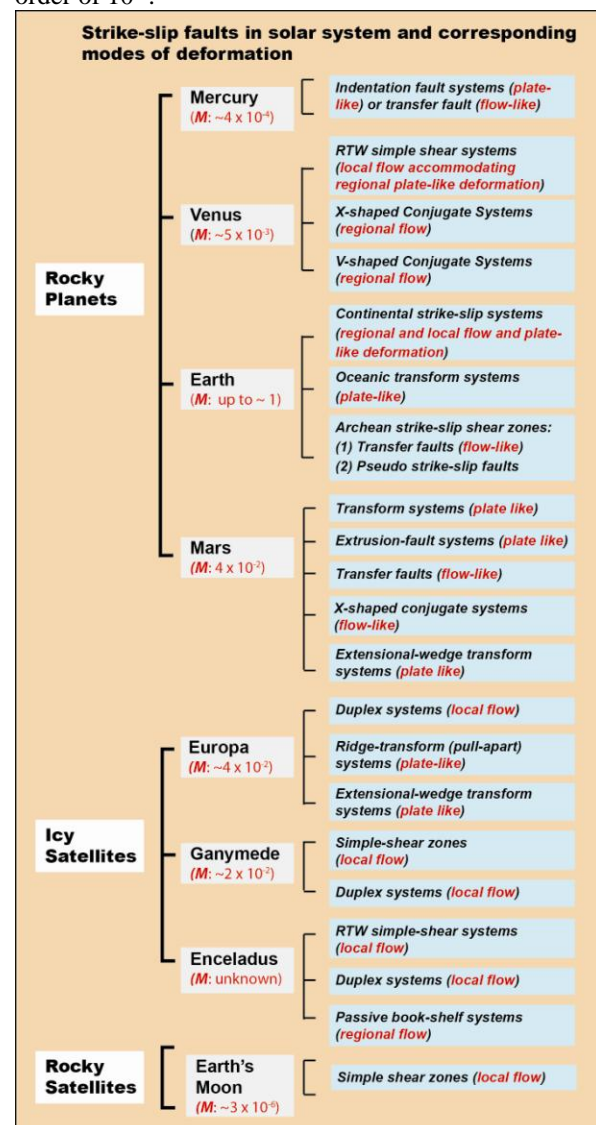 order of 10
Strike-slip faults in solar system and corresponding
modes of deformation
Rocky
Planets
Mercury
(M: ~4 x 10⁻⁴)
Indentation fault systems (plate-
like) or transfer fault (flow-like)
Venus
(M: ~5 x 10⁻³)
RTW simple shear systems
(local flow accommodating
regional plate-like deformation)
X-shaped Conjugate Systems
(regional flow)
V-shaped Conjugate Systems
(regional flow)
Earth
(M: up to ~ 1)
Continental strike-slip systems
(regional and local flow and plate-
like deformation)
Oceanic transform systems
(plate-like)
Archean strike-slip shear zones:
(1) Transfer faults (flow-like)
(2) Pseudo strike-slip faults
Mars
(M: 4 x 10⁻²)
Transform systems (plate like)
Extrusion-fault systems (plate like)
Transfer faults (flow-like)
X-shaped conjugate systems
(flow-like)
Extensional-wedge transform
systems (plate like)
Icy
Satellites
Europa
(M: ~4 x 10⁻²)
Duplex systems (local flow)
Ridge-transform (pull-apart)
systems (plate-like)
Extensional-wedge transform
systems (plate like)
Ganymede
(M: ~2 x 10⁻²)
Simple-shear zones
(local flow)
Duplex systems (local flow)
Enceladus
(M: unknown)
RTW simple-shear systems
(local flow)
Duplex systems (local flow)
Passive book-shelf systems
(regional flow)
Rocky
Satellites
Earth's
Moon
(M: ~3 x 10⁻⁶)
Simple shear zones (local flow)